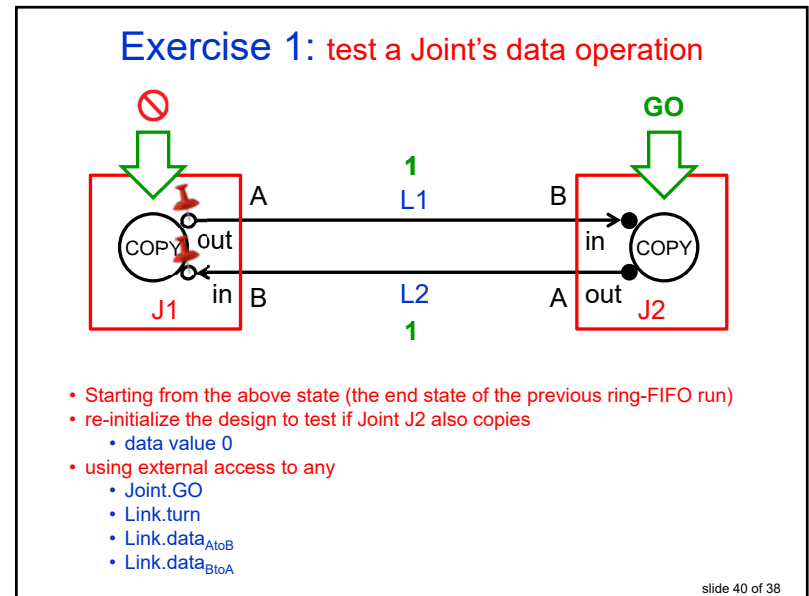 Exercise 1: test a Joint's data operation
GO
1
A
L1
B
COPY
out
in
COPY
in
B
L2
A
out
J1
J2
1
• Starting from the above state (the end state of the previous ring-FIFO run)
• re-initialize the design to test if Joint J2 also copies
• data value 0
• using external access to any
• Joint.GO
• Link.turn
• Link.dataAtoB
• Link.dataBtoA
slide 40 of 38